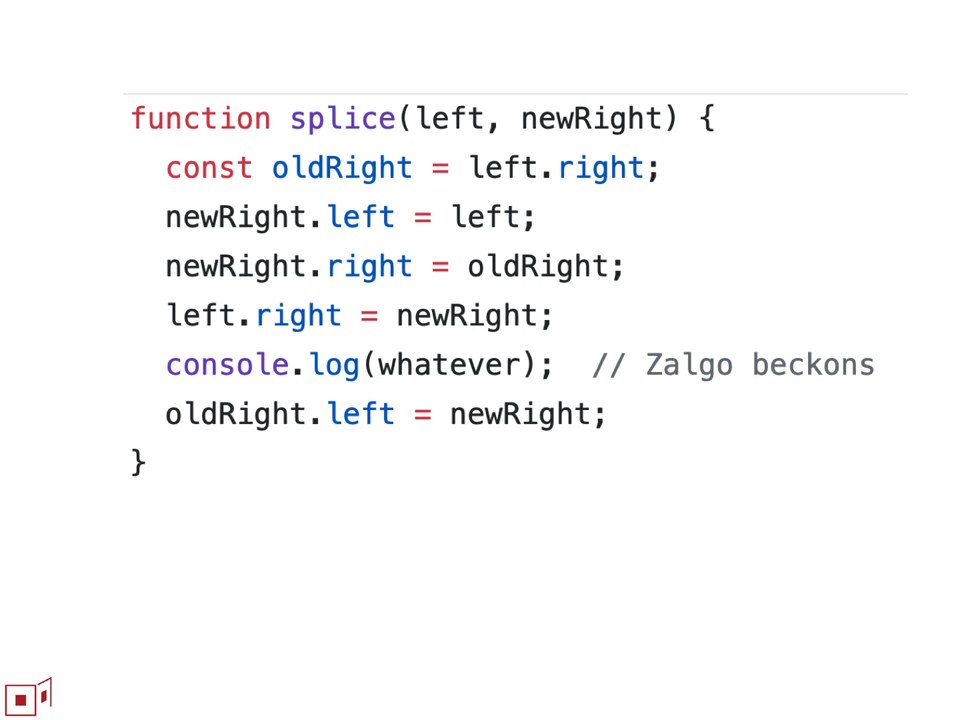 function splice(left, newRight) {
  const oldRight = left.right;
  newRight.left = left;
  newRight.right = oldRight;
  left.right = newRight;
  console.log(whatever);  // Zalgo beckons
  oldRight.left = newRight;
}